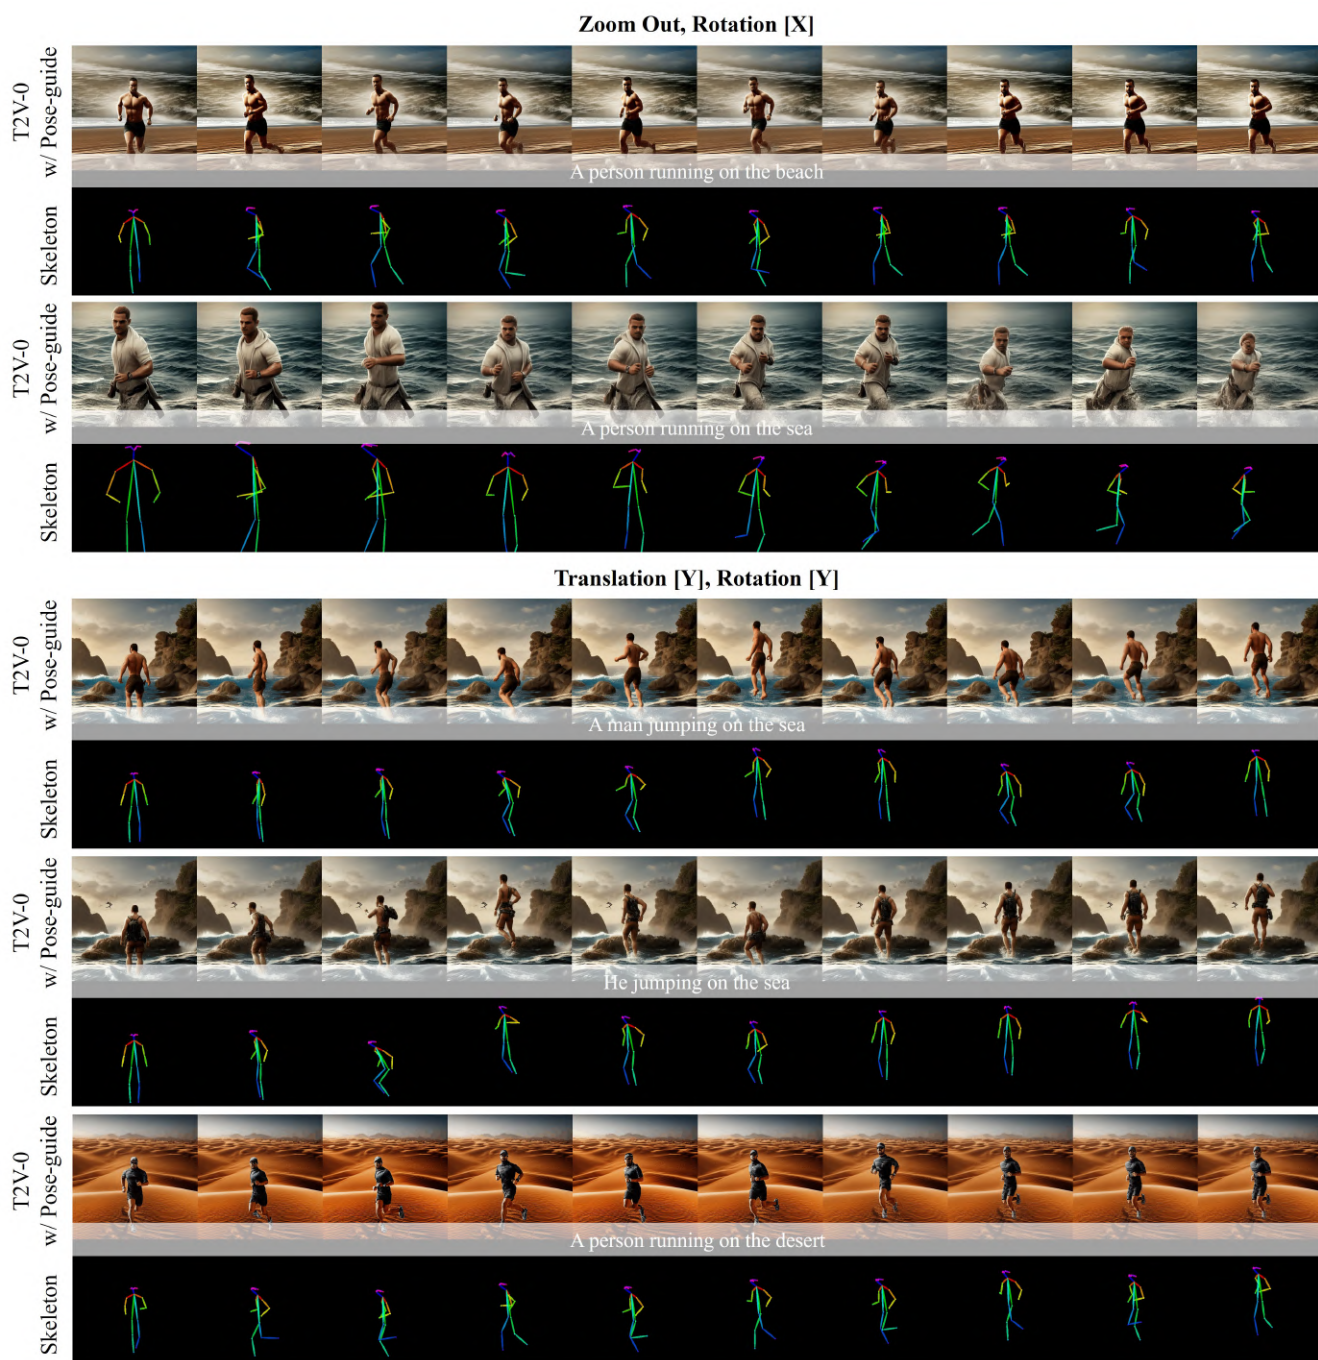 Zoom Out, Rotation [X]
T2V-0
w/ Pose-guide
A person running on the beach
Skeleton
T2V-0
w/ Pose-guide
A person running on the sea
Skeleton
Translation [Y], Rotation [Y]
T2V-0
w/ Pose-guide
A man jumping on the sea
Skeleton
T2V-0
w/ Pose-guide
He jumping on the sea
Skeleton
T2V-0
w/ Pose-guide
A person running on the desert
Skeleton